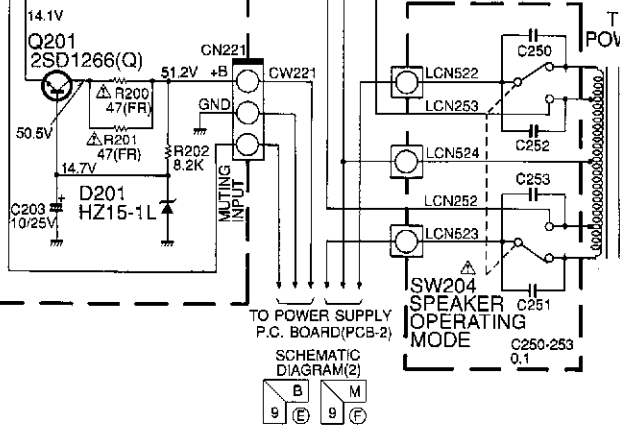 14.1V
Q201
2SD1266(Q)
CN221
51.2V
+B
CW221
⚠ R200
47(FR)
GND
50.5V
⚠ R201
47(FR)
R202
8.2K
14.7V
D201
HZ15-1L
C203
10/25V
+
MUTING
INPUT
TO POWER SUPPLY
P.C. BOARD(PCB-2)
SCHEMATIC
DIAGRAM(2)
B
9
E
M
9
F
T
POW
C250
LCN522
LCN253
C252
LCN524
C253
LCN252
LCN523
⚠
SW204
SPEAKER
OPERATING
MODE
C251
C250-253
0.1